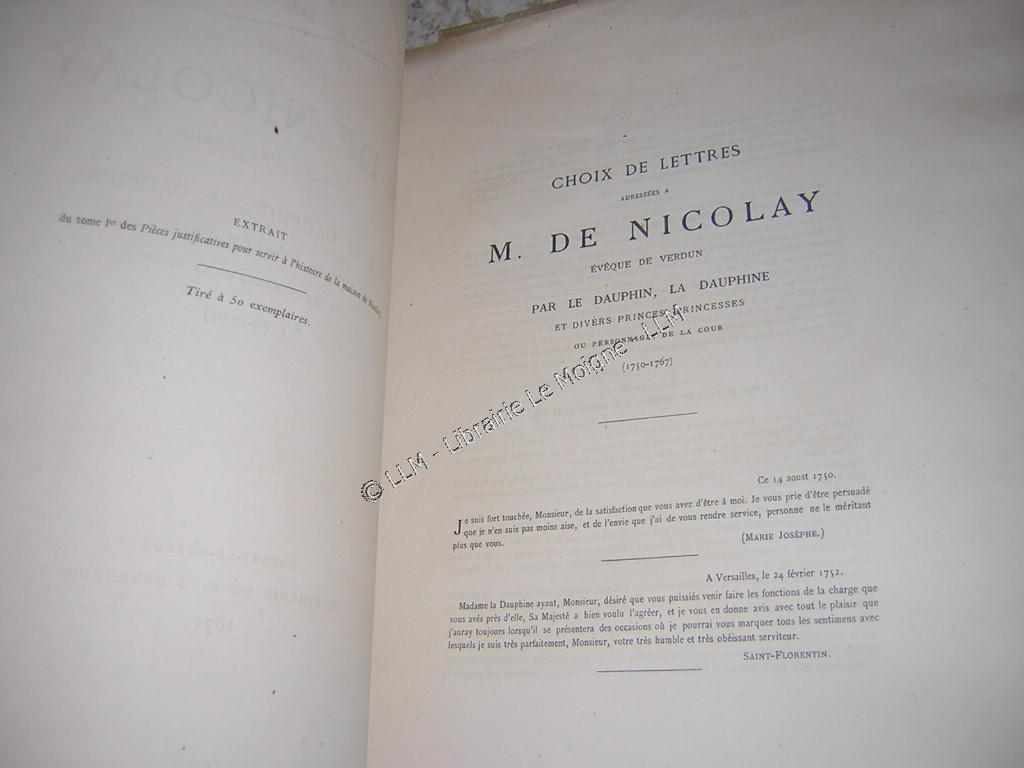 EXTRAIT
du tome Ier des Pièces justificatives pour servir à l'histoire de la maison de Nicolay,
Tiré à 50 exemplaires.
CHOIX DE LETTRES
ADRESSÉES A
M. DE NICOLAY
ÉVÊQUE DE VERDUN
PAR LE DAUPHIN, LA DAUPHINE
ET DIVERS PRINCES, PRINCESSES
OU PERSONNAGES DE LA COUR
(1750-1767)
Ce 14 aoust 1750.
Je suis fort touchée, Monsieur, de la satisfaction que vous avez d'être à moi. Je vous prie d'être persuadé
que je n'en suis pas moins aise, et de l'envie que j'ai de vous rendre service, personne ne le méritant
plus que vous.
(MARIE JOSÈPHE.)
A Versailles, le 24 février 1752.
Madame la Dauphine ayant, Monsieur, désiré que vous puissiés venir faire les fonctions de la charge que
vous avés près d'elle, Sa Majesté a bien voulu l'agréer, et je vous en donne avis avec tout le plaisir que
j'auray toujours lorsqu'il se présentera des occasions où je pourrai vous marquer tous les sentimens avec
lesquels je suis très parfaitement, Monsieur, votre très humble et très obéissant serviteur.
SAINT-FLORENTIN.
© LLM - Librairie Le Moigne - LLM